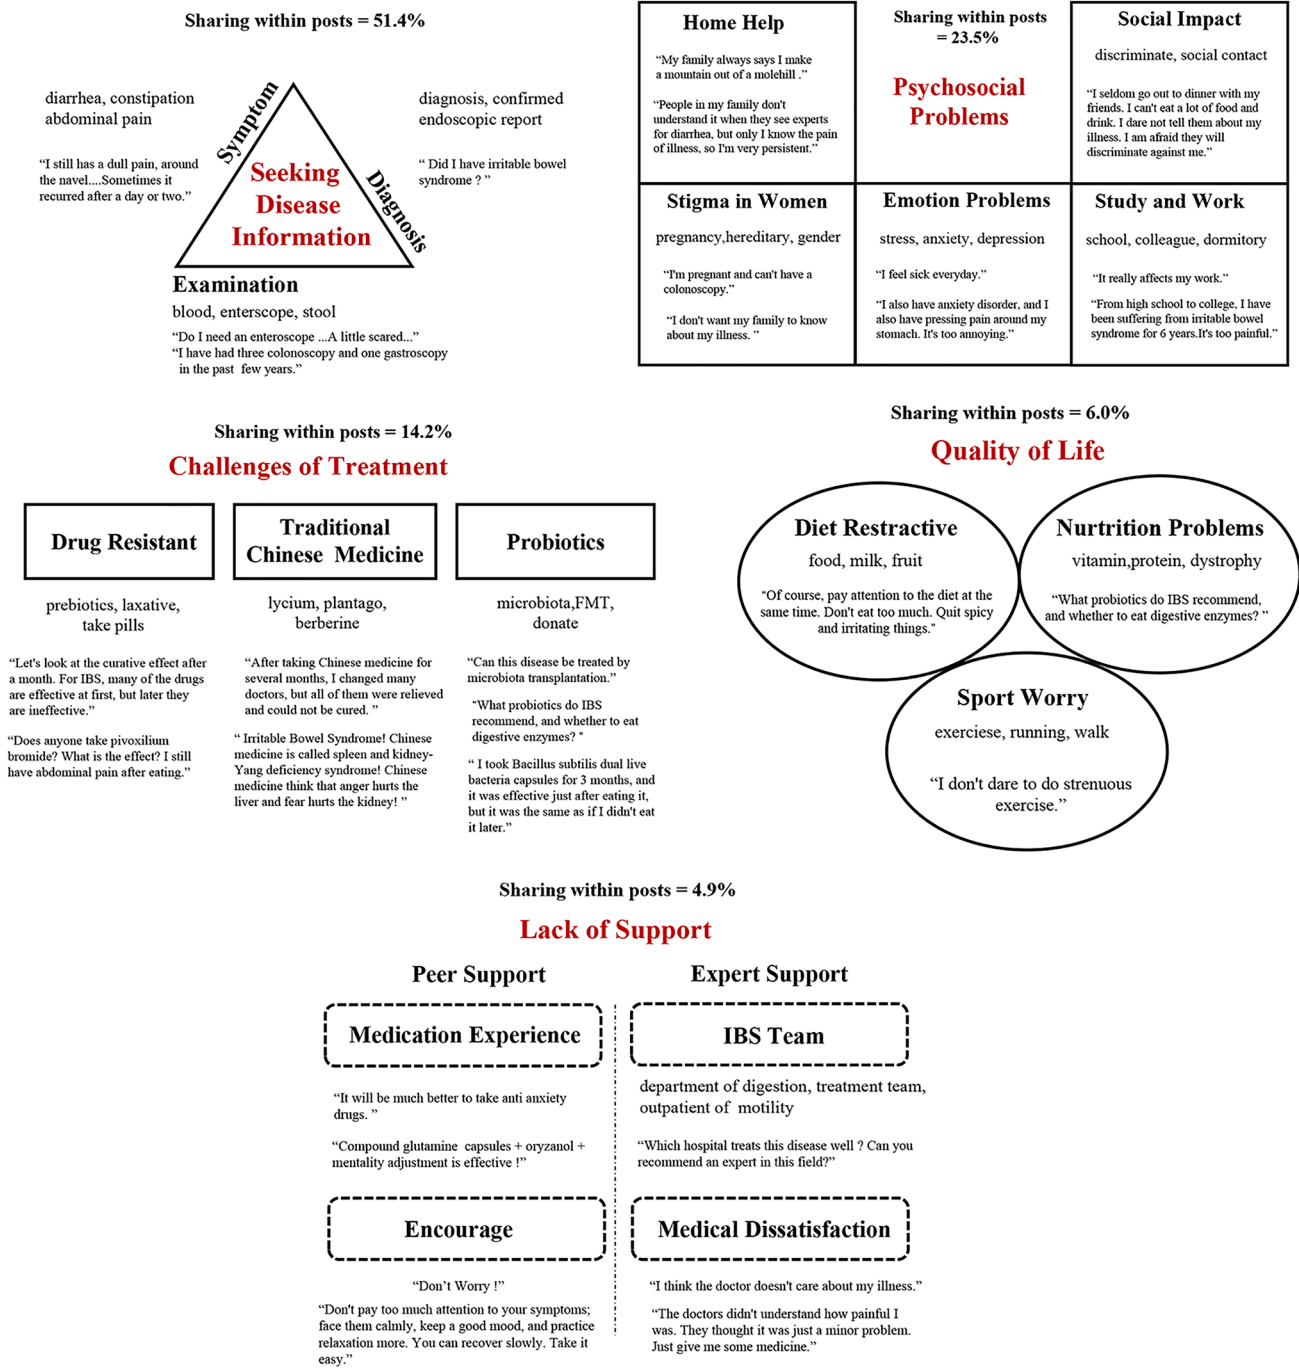 Sharing within posts = 51.4%
diarrhea, constipation
abdominal pain
Symptom
diagnosis, confirmed
endoscopic report
“I still has a dull pain, around
the navel....Sometimes it
recurred after a day or two.”
“ Did I have irritable bowel
syndrome ? ”
Seeking
Disease
Information
Diagnosis
Examination
blood, enterscope, stool
“Do I need an enteroscope ...A little scared...”
“I have had three colonoscopy and one gastroscopy
in the past few years.”
Home Help
“My family always says I make
a mountain out of a molehill .”
“People in my family don't
understand it when they see experts
for diarrhea, but only I know the pain
of illness, so I'm very persistent.”
Sharing within posts
= 23.5%
Psychosocial
Problems
Social Impact
discriminate, social contact
“I seldom go out to dinner with my
friends. I can't eat a lot of food and
drink. I dare not tell them about my
illness. I am afraid they will
discriminate against me.”
Stigma in Women
pregnancy,hereditary, gender
“I'm pregnant and can't have a
colonoscopy.”
“I don't want my family to know
about my illness. ”
Emotion Problems
stress, anxiety, depression
“I feel sick everyday.”
“I also have anxiety disorder, and I
also have pressing pain around my
stomach. It's too annoying.”
Study and Work
school, colleague, dormitory
“It really affects my work.”
“From high school to college, I have
been suffering from irritable bowel
syndrome for 6 years.It's too painful.”
Sharing within posts = 14.2%
Challenges of Treatment
Drug Resistant
prebiotics, laxative,
take pills
“Let's look at the curative effect after
a month. For IBS, many of the drugs
are effective at first, but later they
are ineffective.”
“Does anyone take pivoxilium
bromide? What is the effect? I still
have abdominal pain after eating.”
Traditional
Chinese Medicine
lycium, plantago,
berberine
“After taking Chinese medicine for
several months, I changed many
doctors, but all of them were relieved
and could not be cured. ”
“ Irritable Bowel Syndrome! Chinese
medicine is called spleen and kidney-
Yang deficiency syndrome! Chinese
medicine think that anger hurts the
liver and fear hurts the kidney! ”
Probiotics
microbiota,FMT,
donate
“Can this disease be treated by
microbiota transplantation.”
"What probiotics do IBS
recommend, and whether to eat
digestive enzymes? "
“ I took Bacillus subtilis dual live
bacteria capsules for 3 months, and
it was effective just after eating it,
but it was the same as if I didn't eat
it later.”
Sharing within posts = 6.0%
Quality of Life
Diet Restractive
food, milk, fruit
"Of course, pay attention to the diet at the
same time. Don't eat too much. Quit spicy
and irritating things."
Nurtrition Problems
vitamin,protein, dystrophy
“What probiotics do IBS recommend,
and whether to eat digestive enzymes? ”
Sport Worry
exerciese, running, walk
“I don't dare to do strenuous
exercise.”
Sharing within posts = 4.9%
Lack of Support
Peer Support
Medication Experience
“It will be much better to take anti anxiety
drugs. ”
“Compound glutamine capsules + oryzanol +
mentality adjustment is effective !”
Encourage
“Don’t Worry !”
“Don't pay too much attention to your symptoms;
face them calmly, keep a good mood, and practice
relaxation more. You can recover slowly. Take it
easy.”
Expert Support
IBS Team
department of digestion, treatment team,
outpatient of motility
“Which hospital treats this disease well ? Can you
recommend an expert in this field?”
Medical Dissatisfaction
“I think the doctor doesn't care about my illness.”
“The doctors didn't understand how painful I
was. They thought it was just a minor problem.
Just give me some medicine.”